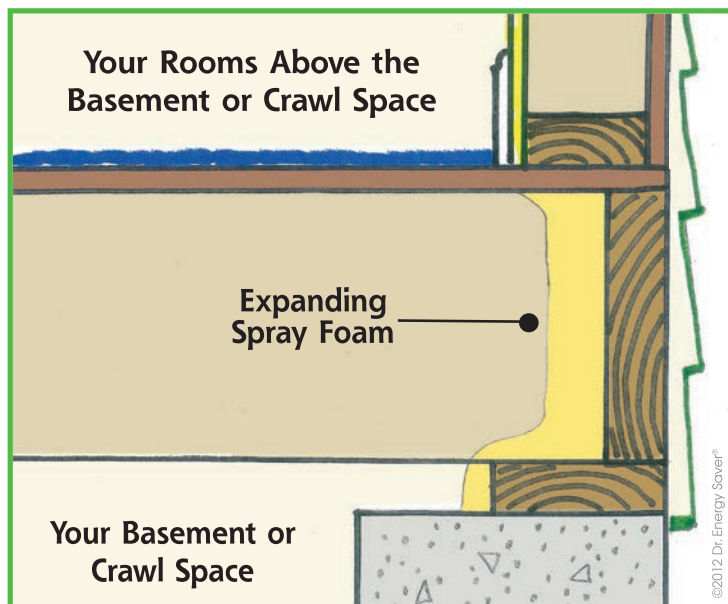 Your Rooms Above the
Basement or Crawl Space
Expanding
Spray Foam
Your Basement or
Crawl Space
©2012 Dr. Energy Saver®